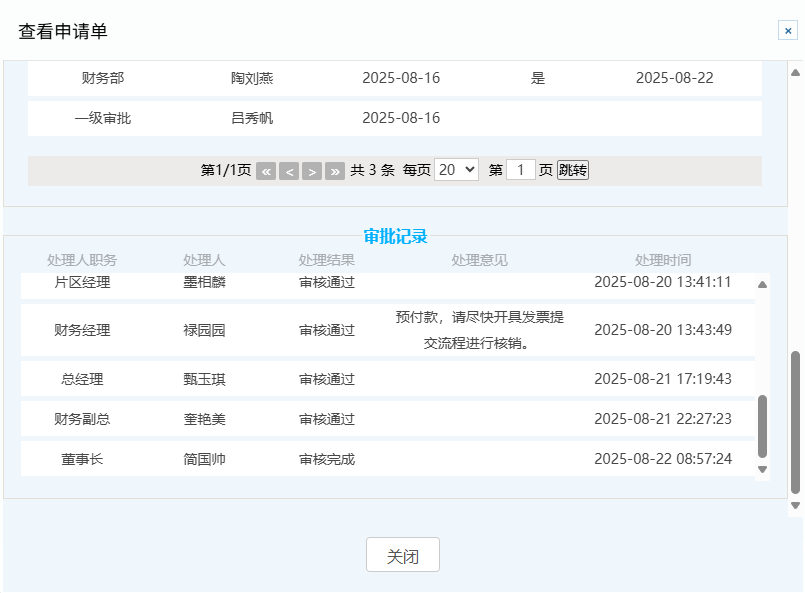 查看申请单
×
财务部 陶刘燕 2025-08-16 是 2025-08-22
一级审批 吕秀帆 2025-08-16
第1/1页 « < > » 共 3 条 每页 20 第 1 页 跳转
审批记录
处理人职务 处理人 处理结果 处理意见 处理时间
片区经理 墨相麟 审核通过 2025-08-20 13:41:11
财务经理 禄园园 审核通过 预付款，请尽快开具发票提 2025-08-20 13:43:49
交流程进行核销。
总经理 甄玉琪 审核通过 2025-08-21 17:19:43
财务副总 奎艳美 审核通过 2025-08-21 22:27:23
董事长 简国帅 审核完成 2025-08-22 08:57:24
关闭